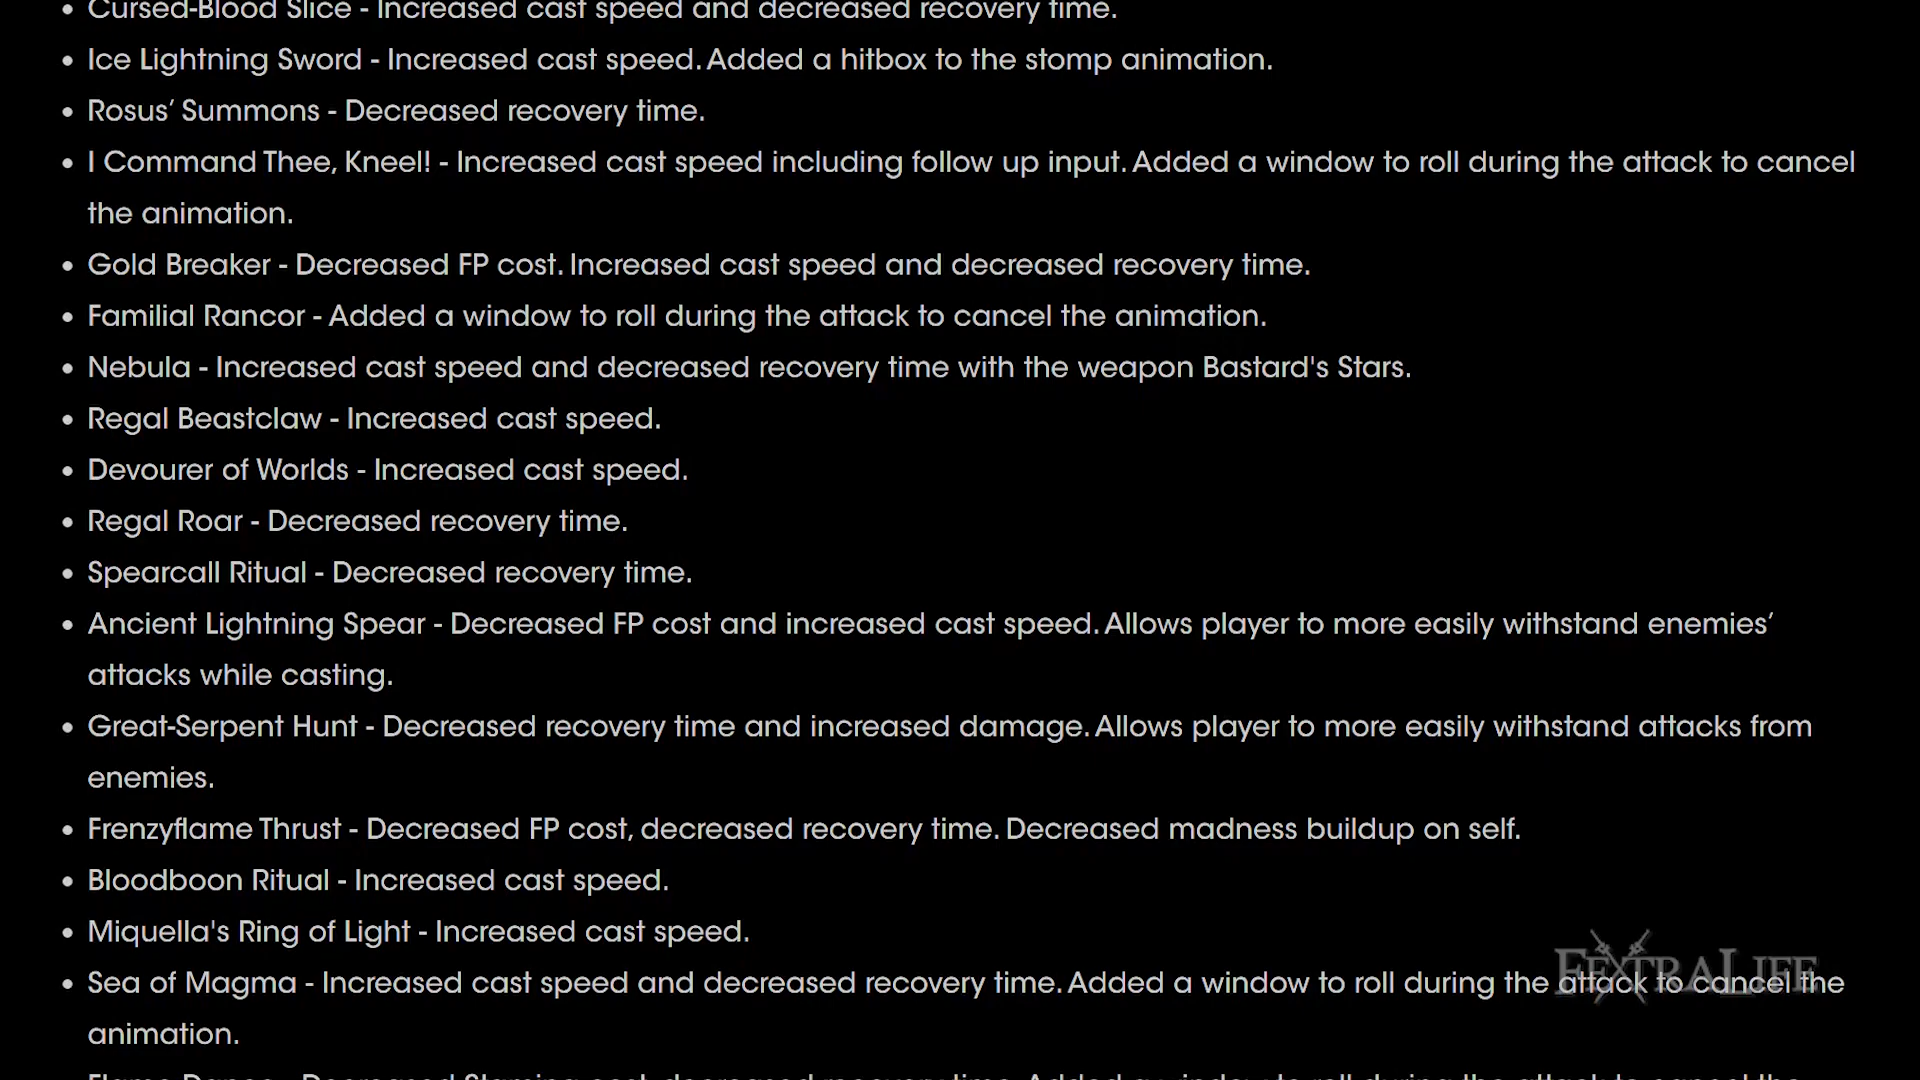 • Cursed-Blood Slice - Increased cast speed and decreased recovery time.
• Ice Lightning Sword - Increased cast speed. Added a hitbox to the stomp animation.
• Rosus’ Summons - Decreased recovery time.
• I Command Thee, Kneel! - Increased cast speed including follow up input. Added a window to roll during the attack to cancel
the animation.
• Gold Breaker - Decreased FP cost. Increased cast speed and decreased recovery time.
• Familial Rancor - Added a window to roll during the attack to cancel the animation.
• Nebula - Increased cast speed and decreased recovery time with the weapon Bastard's Stars.
• Regal Beastclaw - Increased cast speed.
• Devourer of Worlds - Increased cast speed.
• Regal Roar - Decreased recovery time.
• Spearcall Ritual - Decreased recovery time.
• Ancient Lightning Spear - Decreased FP cost and increased cast speed. Allows player to more easily withstand enemies’
attacks while casting.
• Great-Serpent Hunt - Decreased recovery time and increased damage. Allows player to more easily withstand attacks from
enemies.
• Frenzyflame Thrust - Decreased FP cost, decreased recovery time. Decreased madness buildup on self.
• Bloodboon Ritual - Increased cast speed.
• Miquella's Ring of Light - Increased cast speed.
• Sea of Magma - Increased cast speed and decreased recovery time. Added a window to roll during the attack to cancel the
animation.
FEXTRALIFE